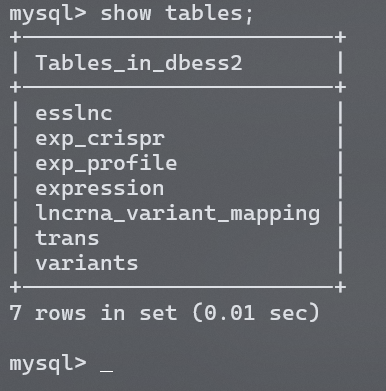 mysql> show tables;
+-----------------------+
| Tables_in_dbess2       |
+-----------------------+
| esslnc                 |
| exp_crispr             |
| exp_profile            |
| expression             |
| lncrna_variant_mapping |
| trans                  |
| variants               |
+-----------------------+
7 rows in set (0.01 sec)
mysql> _